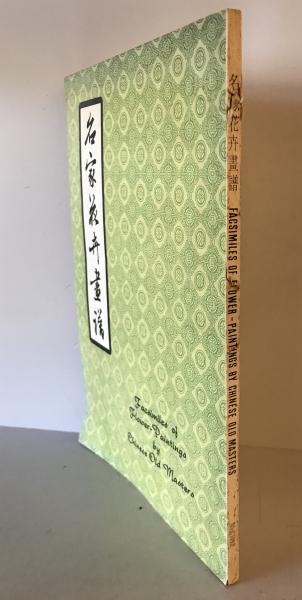 名家花卉畫譜
Facsimiles of
Flower-Paintings
by
Chinese Old Masters
名家花卉畫譜
FACSIMILES OF FLOWER-PAINTINGS BY CHINESE OLD MASTERS